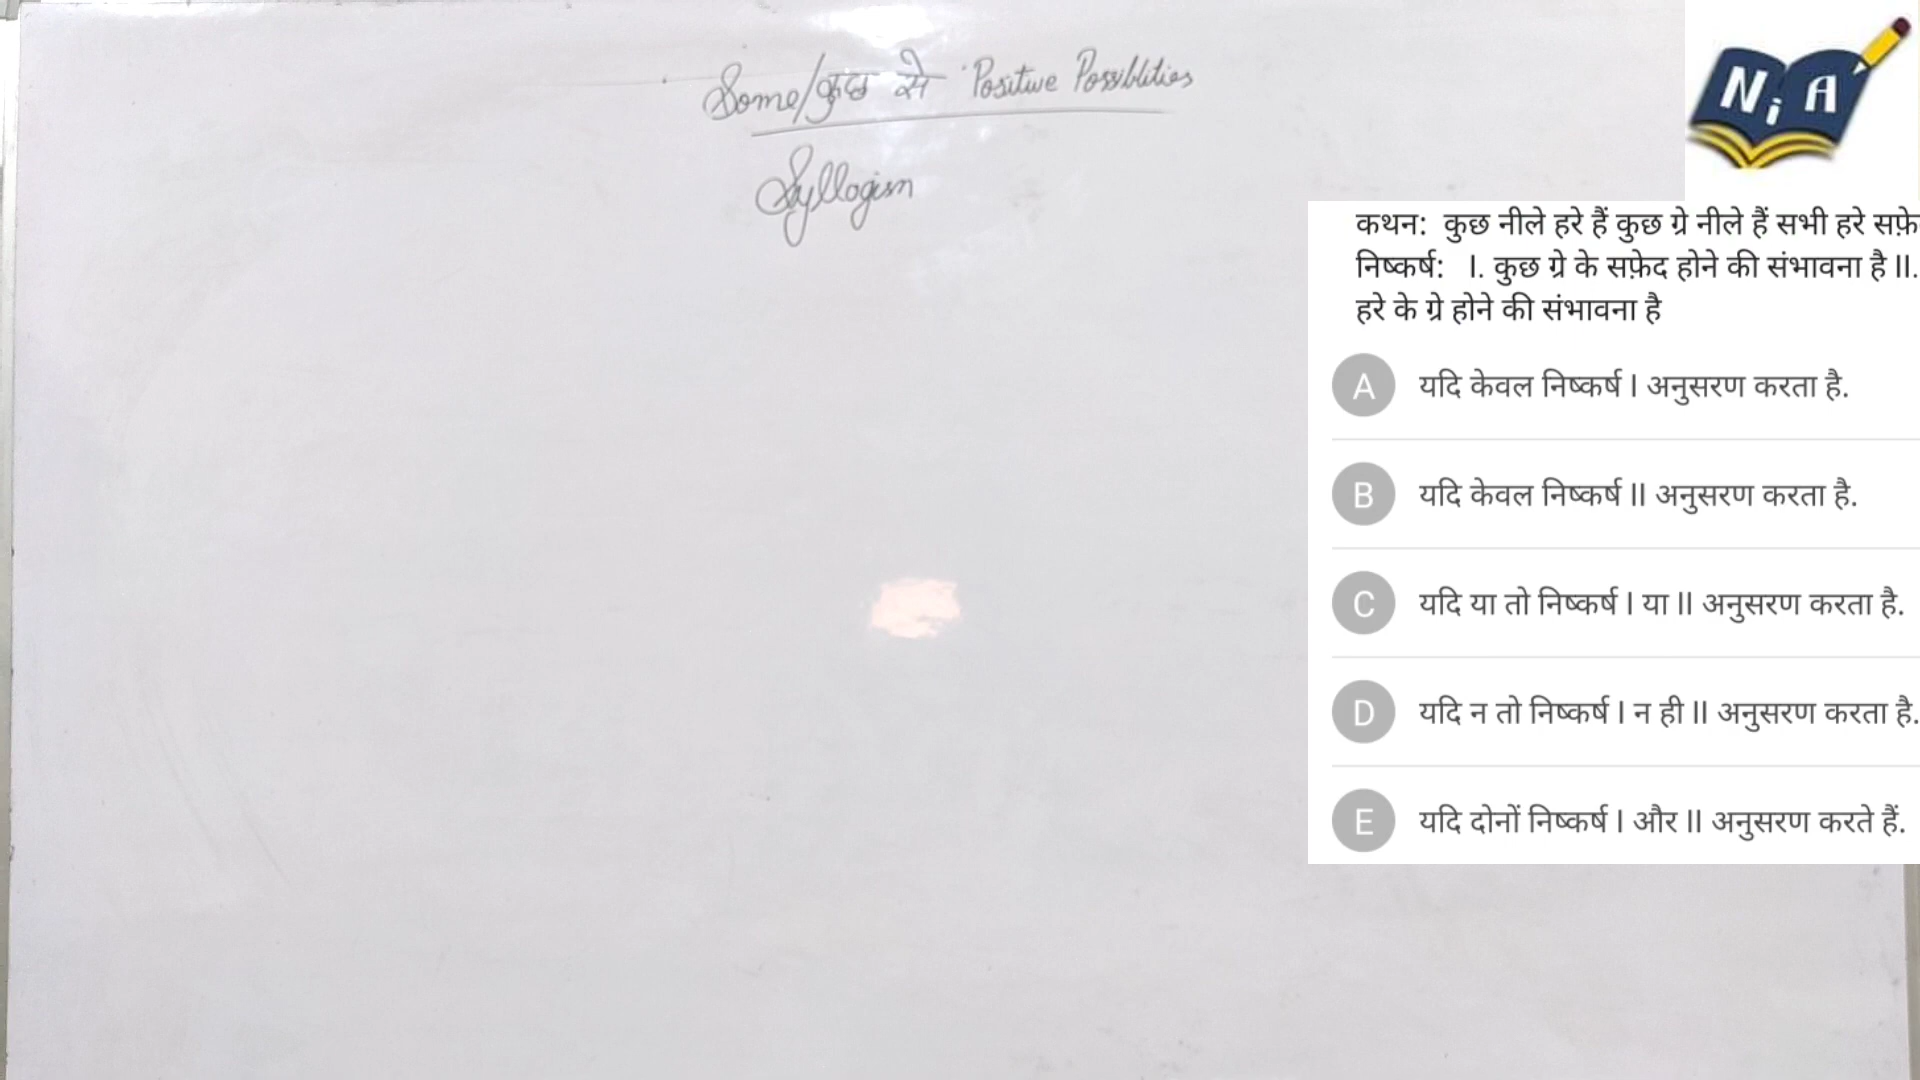 Some/कुछ से Positive Possiblities
Syllogism
N i A
कथन: कुछ नीले हरे हैं कुछ ग्रे नीले हैं सभी हरे
निष्कर्ष: I. कुछ ग्रे के सफ़ेद होने की संभावना है II.
हरे के ग्रे होने की संभावना है
A यदि केवल निष्कर्ष I अनुसरण करता है.
B यदि केवल निष्कर्ष II अनुसरण करता है.
C यदि या तो निष्कर्ष I या II अनुसरण करता है.
D यदि न तो निष्कर्ष I न ही II अनुसरण करता है.
E यदि दोनों निष्कर्ष I और II अनुसरण करते हैं.